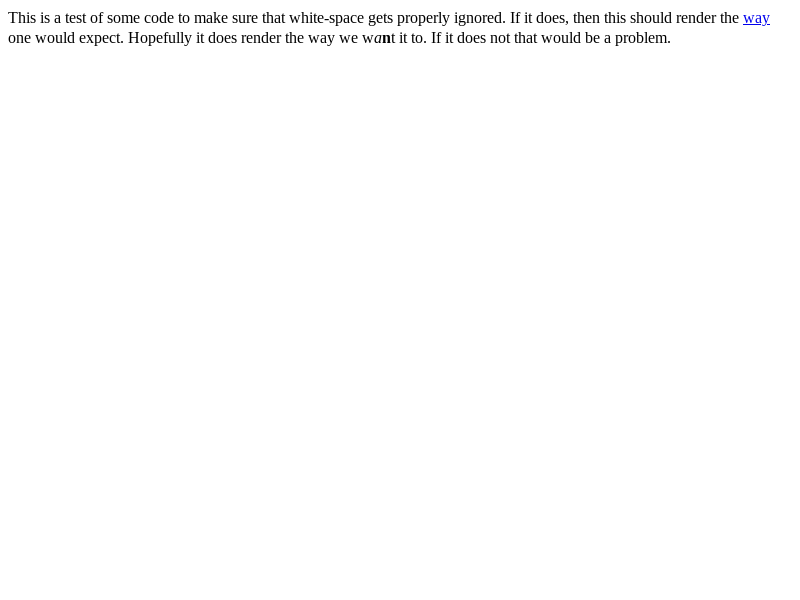 This is a test of some code to make sure that white-space gets properly ignored. If it does, then this should render the way
one would expect. Hopefully it does render the way we want it to. If it does not that would be a problem.